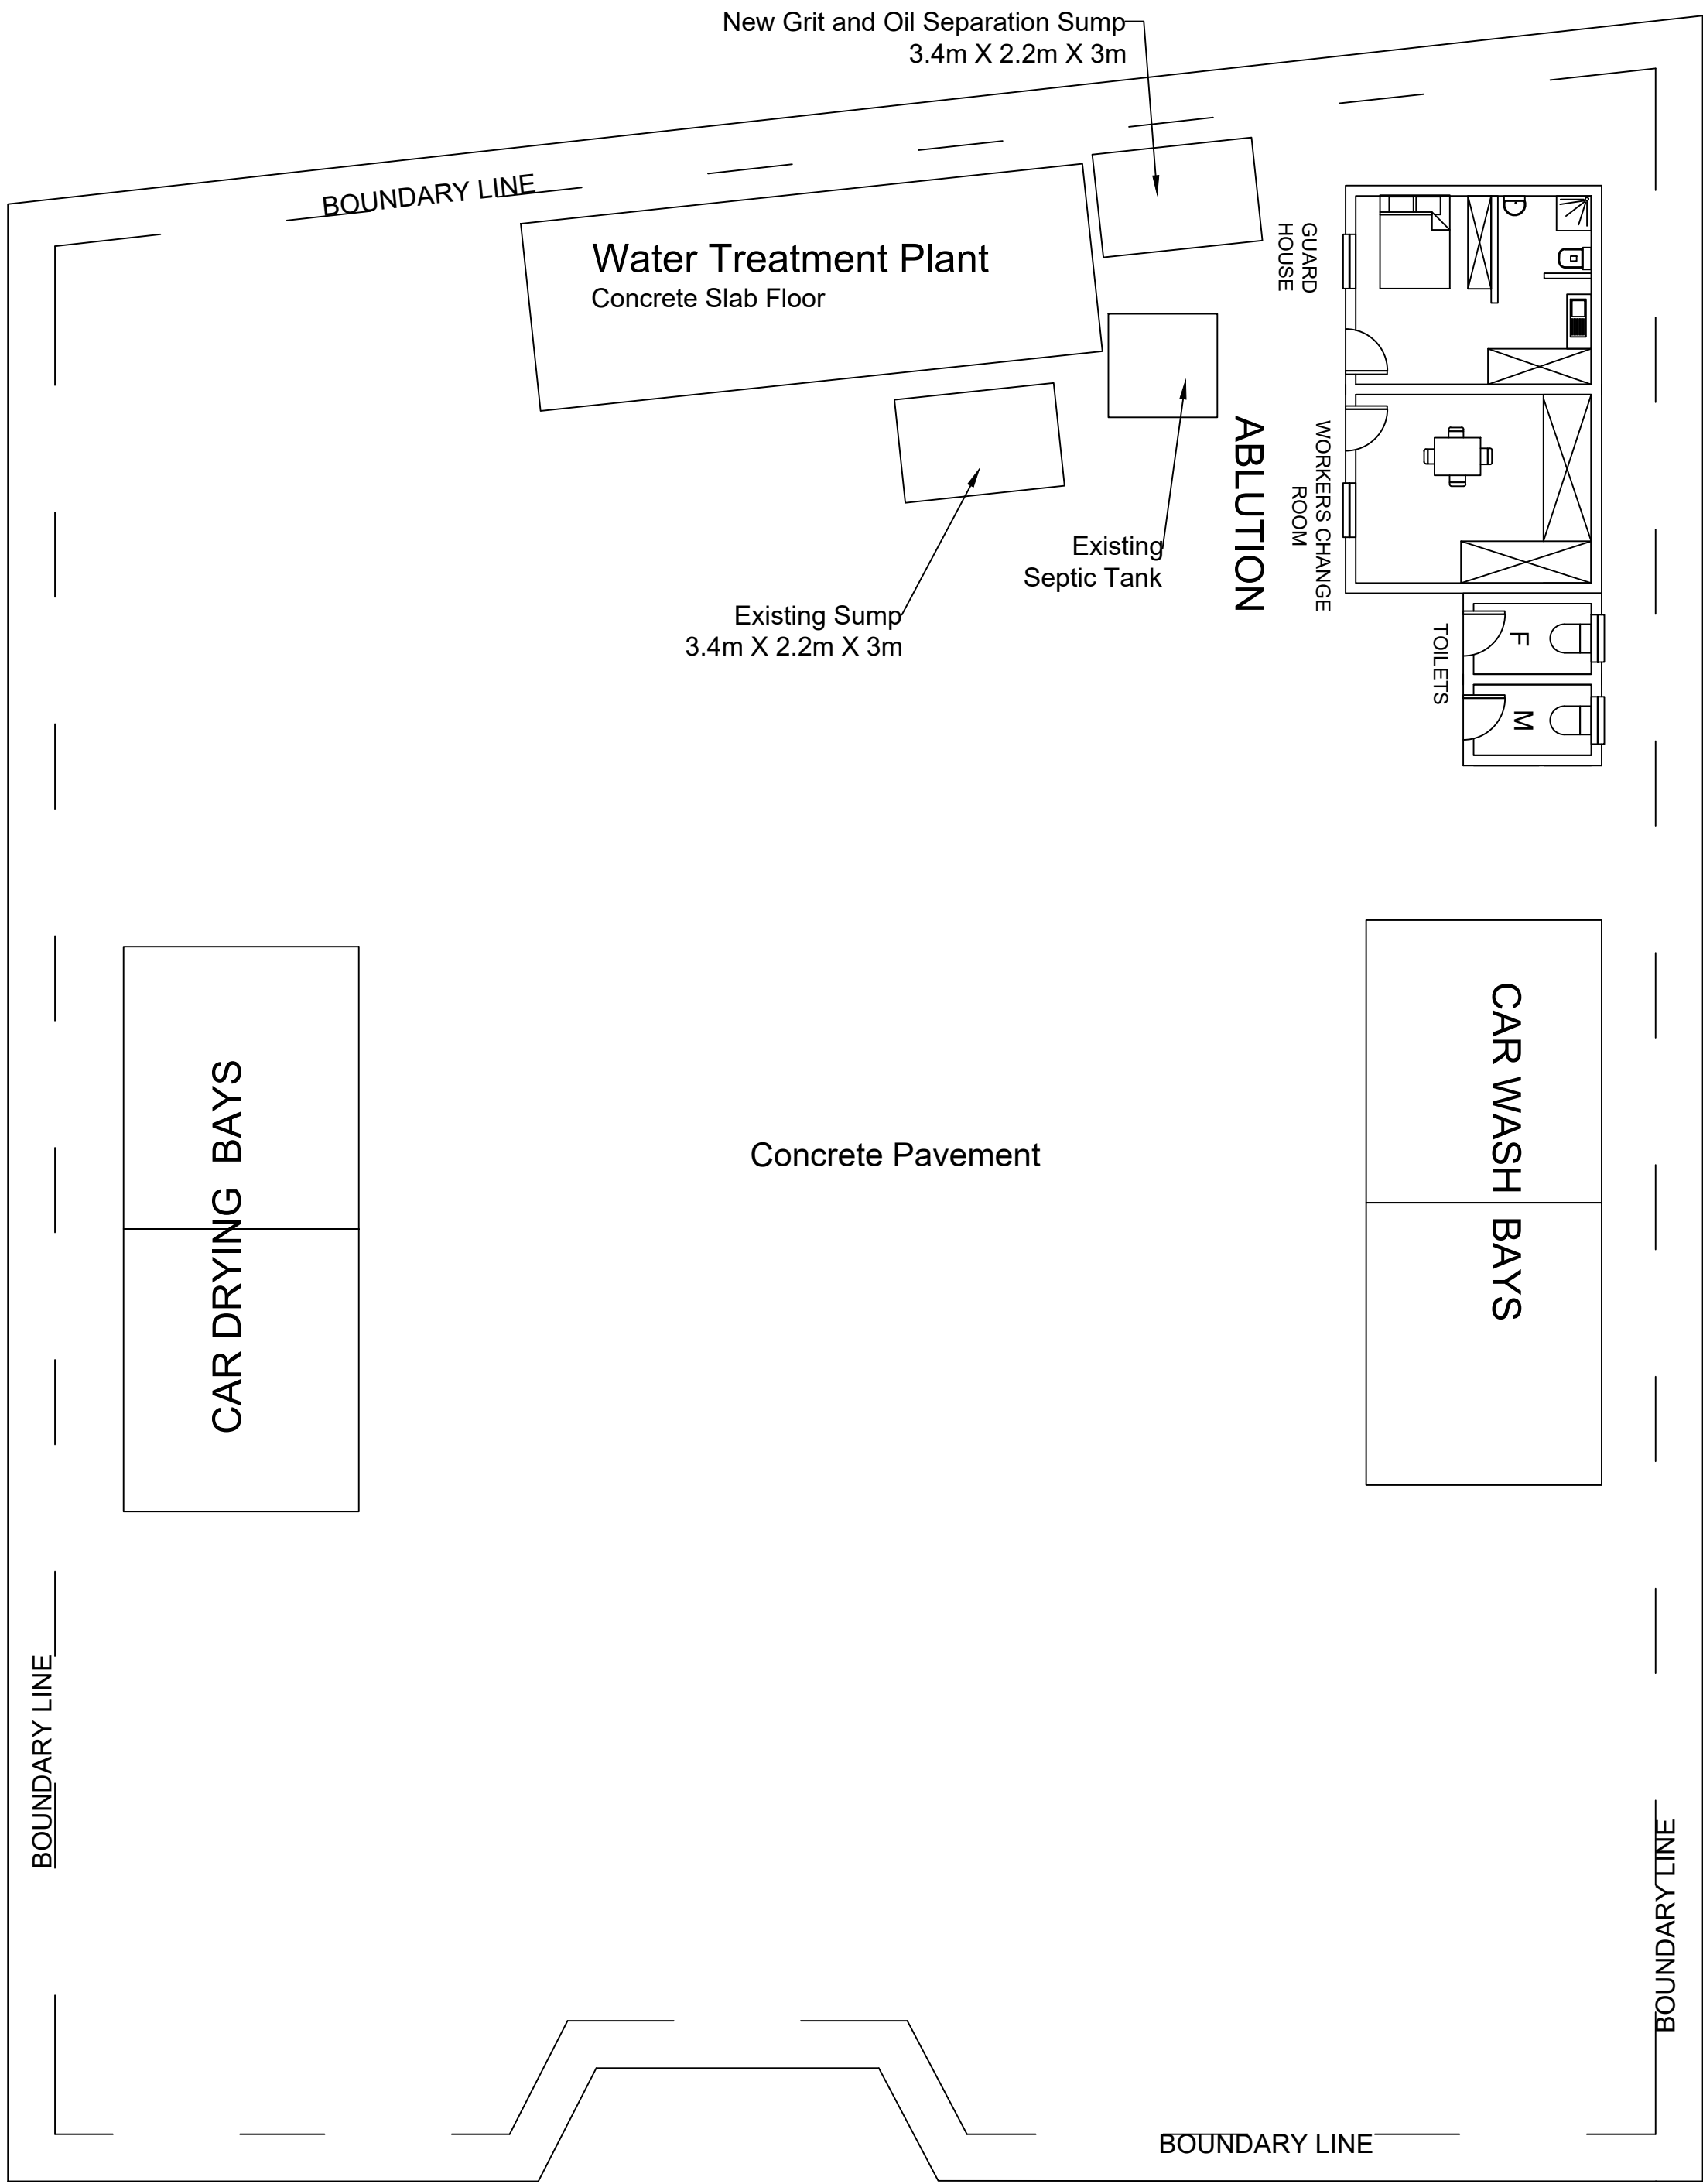 New Grit and Oil Separation Sump
3.4m X 2.2m X 3m
BOUNDARY LINE
Water Treatment Plant
Concrete Slab Floor
GUARD
HOUSE
ABLUTION
WORKERS CHANGE
ROOM
Existing
Septic Tank
Existing Sump
3.4m X 2.2m X 3m
TOILETS
F
M
CAR DRYING BAYS
Concrete Pavement
CAR WASH BAYS
BOUNDARY LINE
BOUNDARY LINE
BOUNDARY LINE